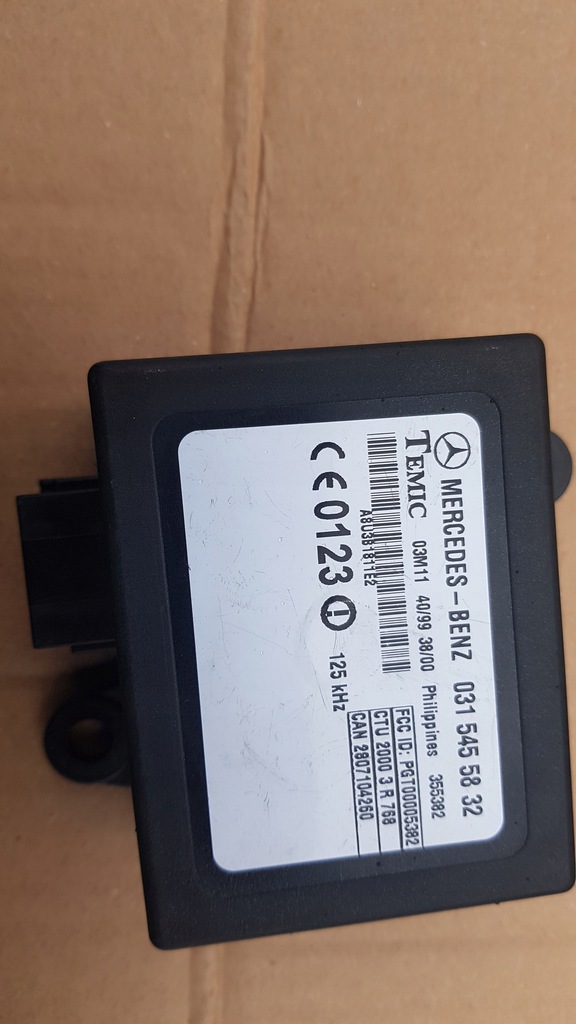 MERCEDES-BENZ 031 545 58 32
TEMIC 03M11 40/99 38/00 Philippines 355382
A8U3B1811E2
FCC ID: PGT00005382
CTU 2000 3 R 768
CAN 2807104260
CE0123 125 kHz